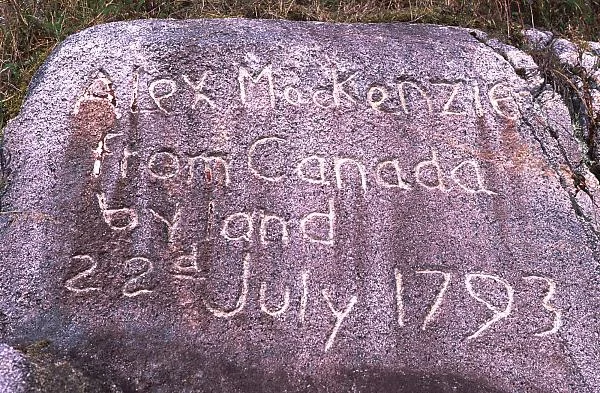 Alex MacKenzie
from Canada
by land
22d July 1793